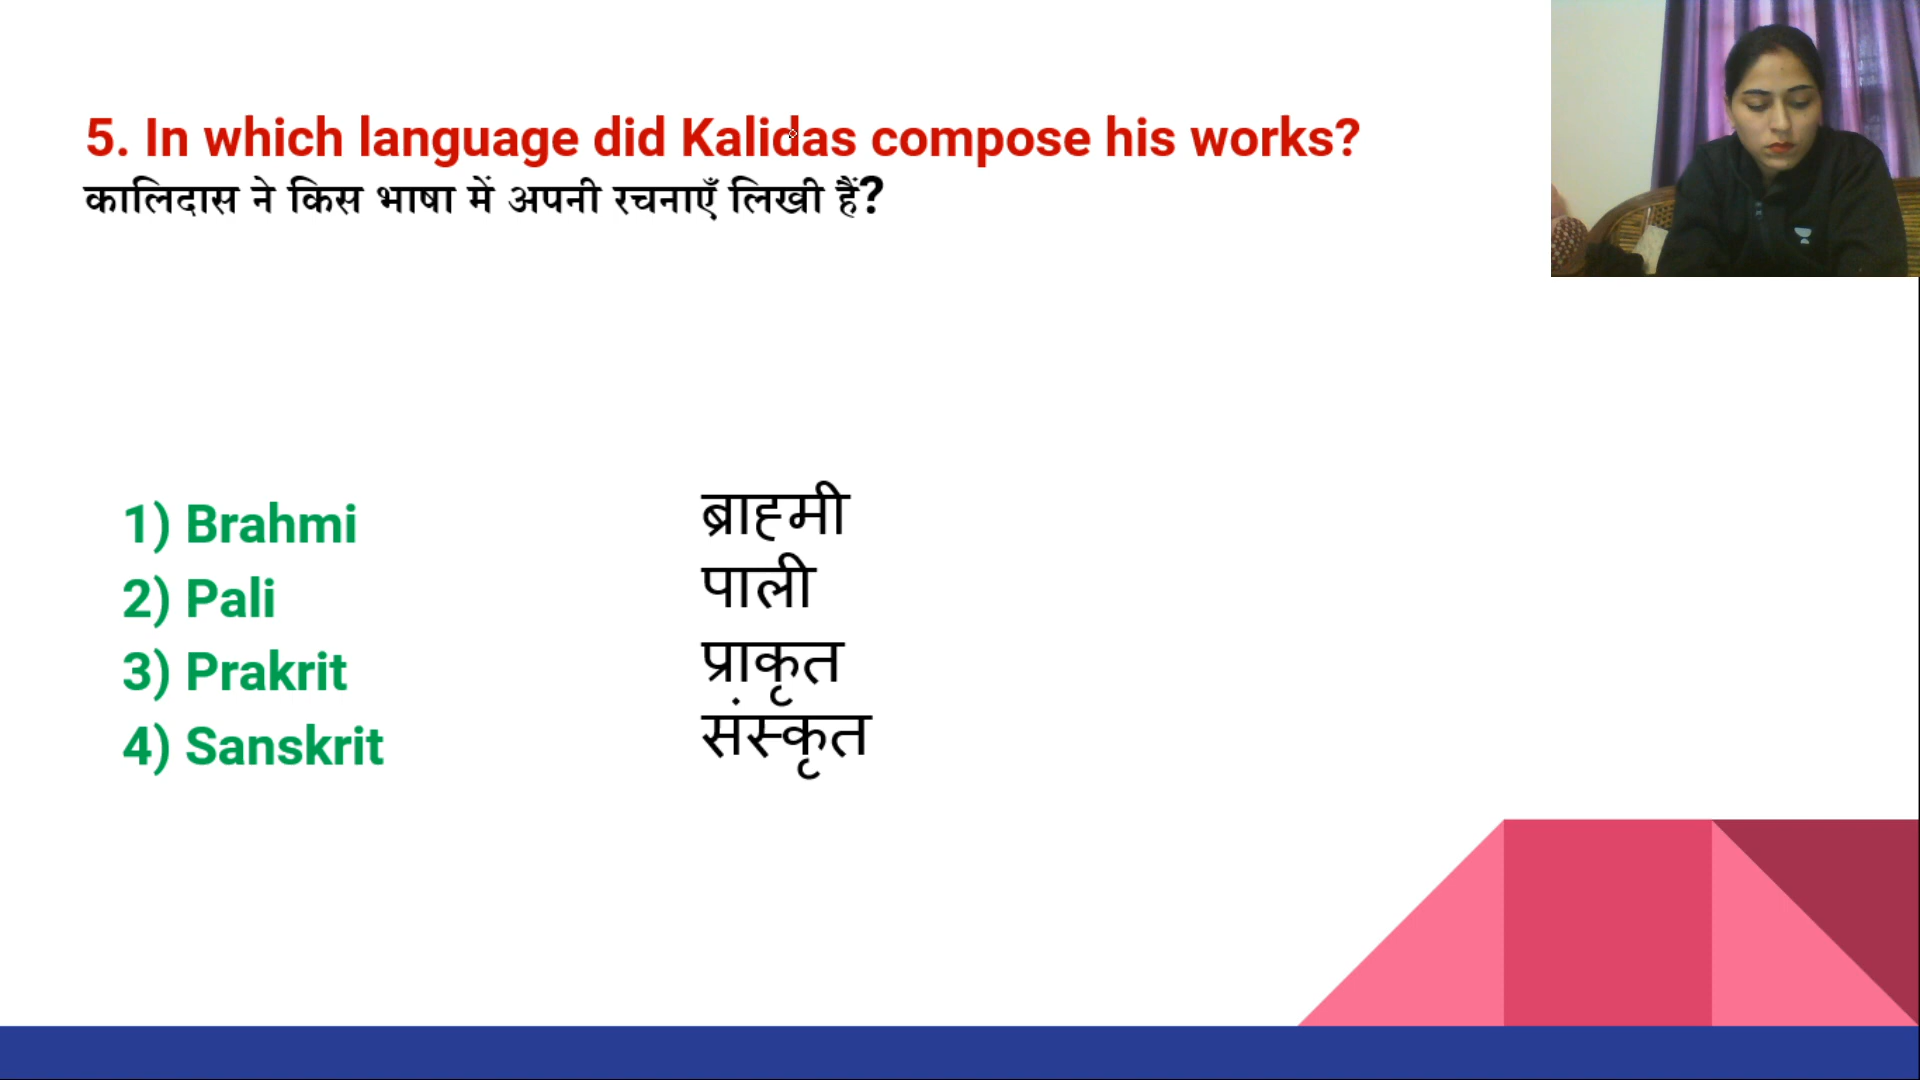 5. In which language did Kalidas compose his works?
कालिदास ने किस भाषा में अपनी रचनाएँ लिखी हैं?
1) Brahmi ब्राह्मी
2) Pali पाली
3) Prakrit प्राकृत
4) Sanskrit संस्कृत